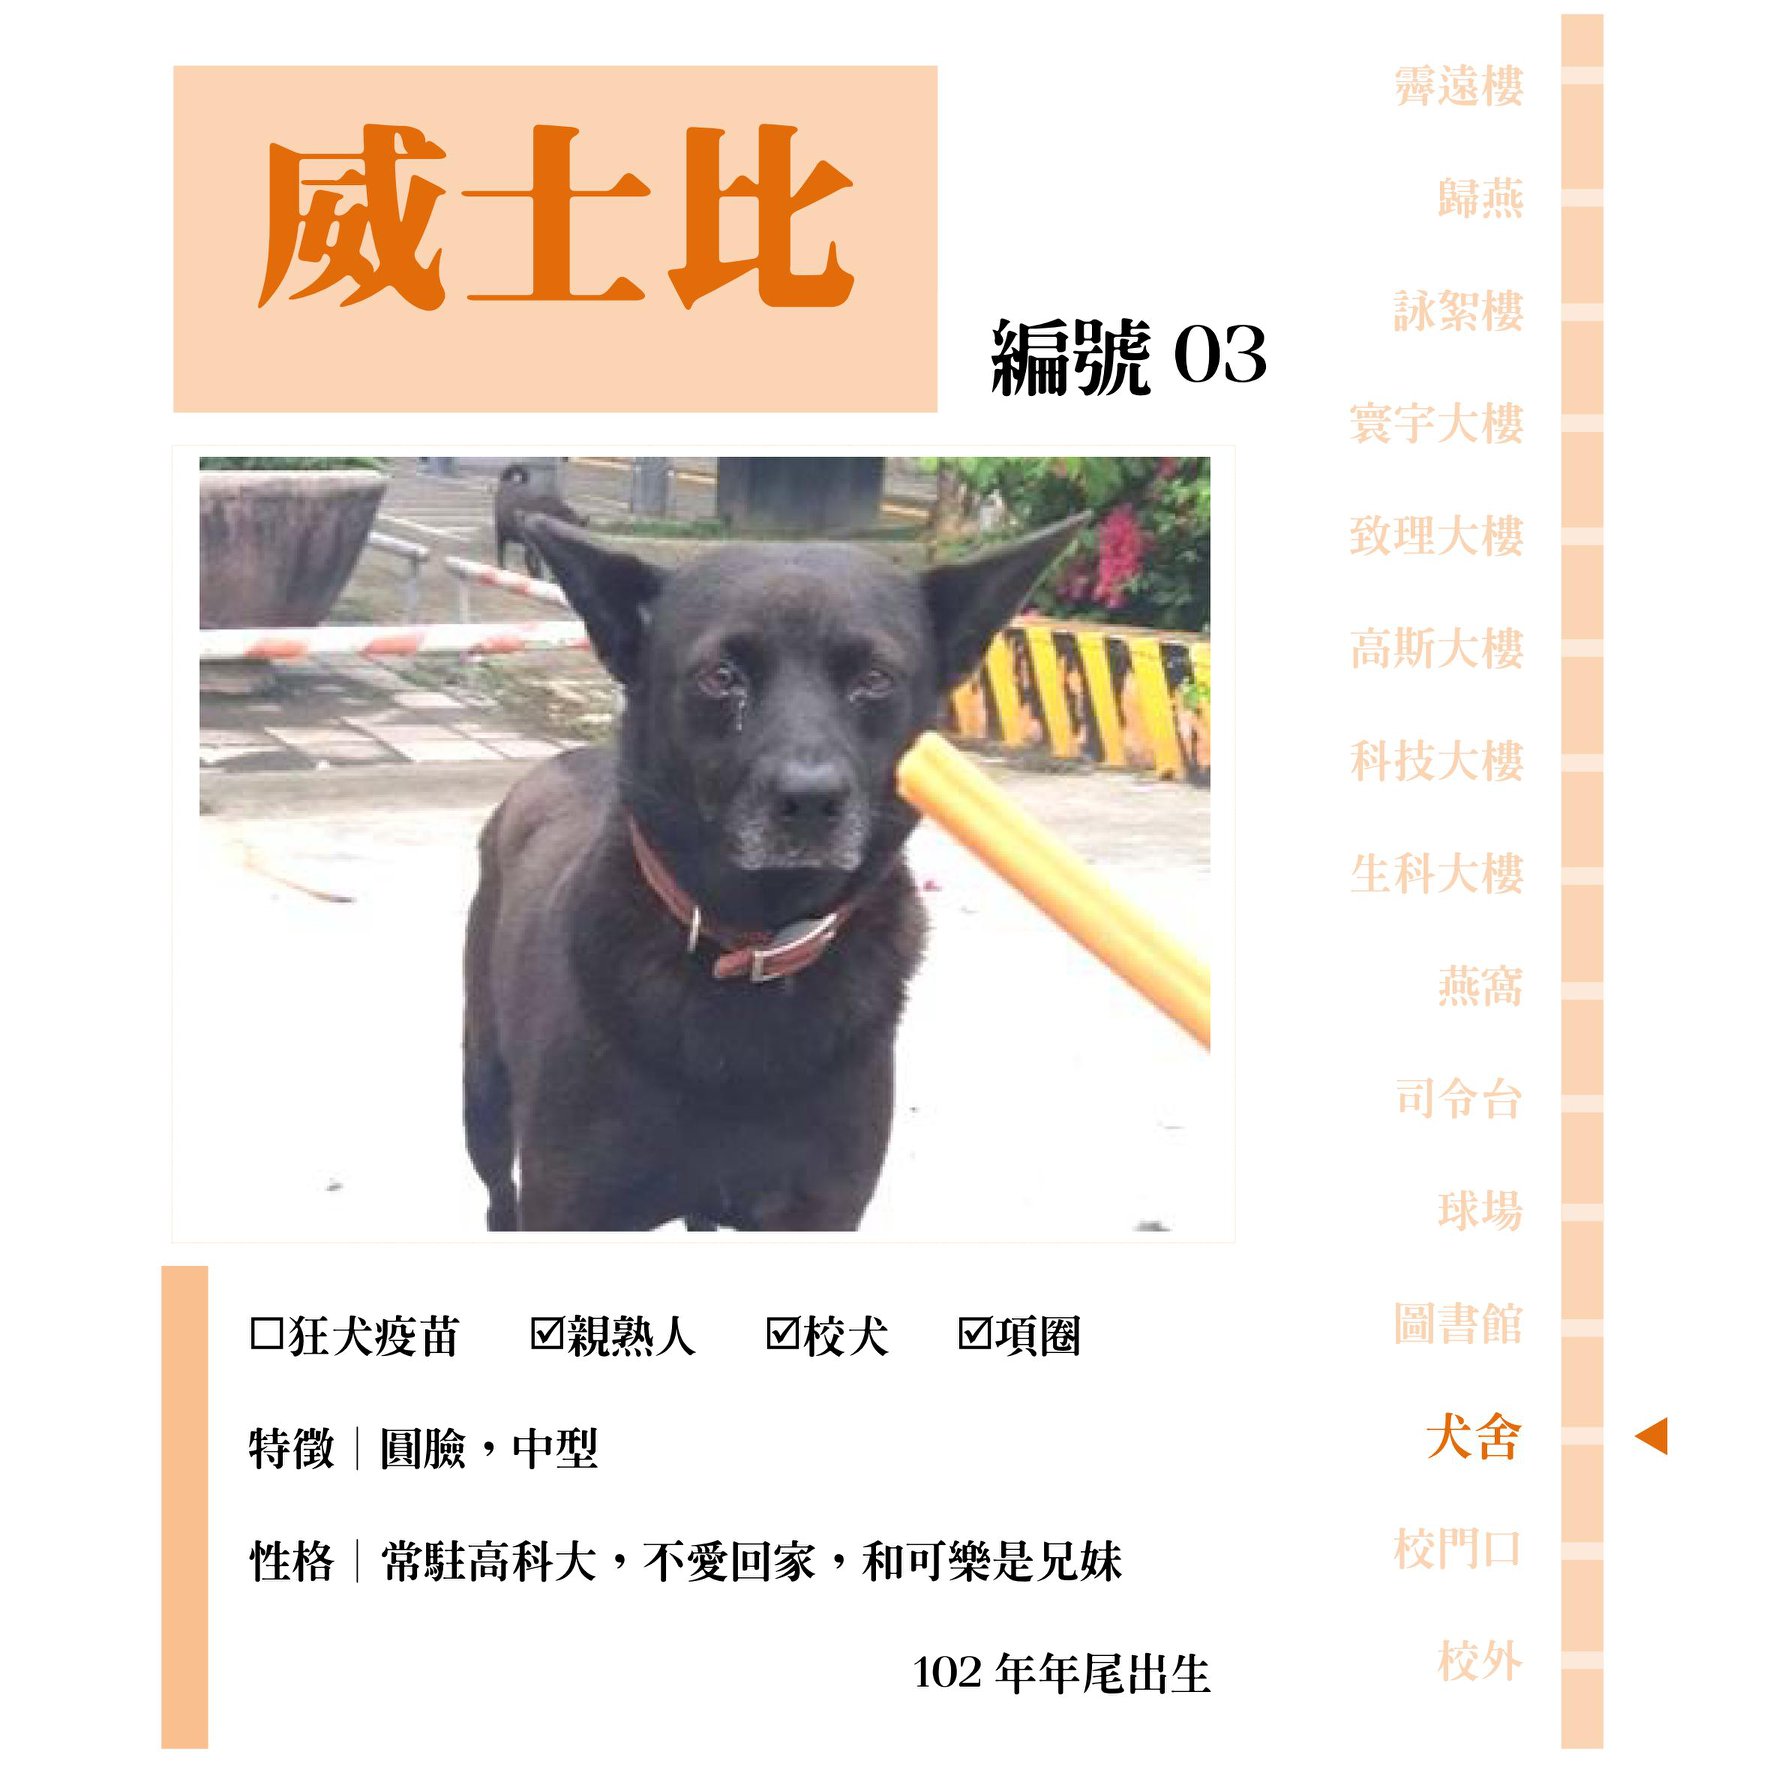 威士比
編號 03
霽遠樓
歸燕
詠絮樓
寰宇大樓
致理大樓
高斯大樓
科技大樓
生科大樓
燕窩
司令台
球場
圖書館
犬舍
校門口
校外
☐狂犬疫苗 ☑親熟人 ☑校犬 ☑項圈
特徵｜圓臉，中型
性格｜常駐高科大，不愛回家，和可樂是兄妹
102 年年尾出生